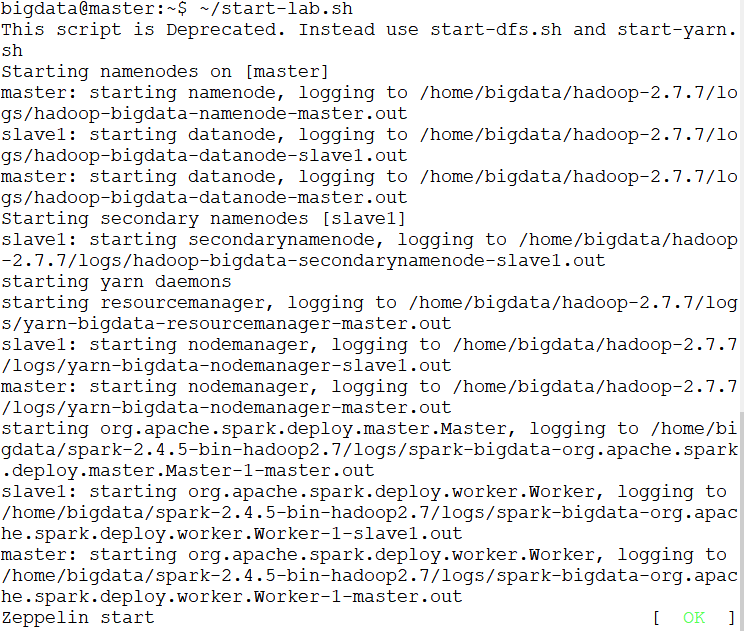 bigdata@master:~$ ~/start-lab.sh
This script is Deprecated. Instead use start-dfs.sh and start-yarn.
sh
Starting namenodes on [master]
master: starting namenode, logging to /home/bigdata/hadoop-2.7.7/lo
gs/hadoop-bigdata-namenode-master.out
slave1: starting datanode, logging to /home/bigdata/hadoop-2.7.7/lo
gs/hadoop-bigdata-datanode-slave1.out
master: starting datanode, logging to /home/bigdata/hadoop-2.7.7/lo
gs/hadoop-bigdata-datanode-master.out
Starting secondary namenodes [slave1]
slave1: starting secondarynamenode, logging to /home/bigdata/hadoop
-2.7.7/logs/hadoop-bigdata-secondarynamenode-slave1.out
starting yarn daemons
starting resourcemanager, logging to /home/bigdata/hadoop-2.7.7/log
s/yarn-bigdata-resourcemanager-master.out
slave1: starting nodemanager, logging to /home/bigdata/hadoop-2.7.7
/logs/yarn-bigdata-nodemanager-slave1.out
master: starting nodemanager, logging to /home/bigdata/hadoop-2.7.7
/logs/yarn-bigdata-nodemanager-master.out
starting org.apache.spark.deploy.master.Master, logging to /home/bi
gdata/spark-2.4.5-bin-hadoop2.7/logs/spark-bigdata-org.apache.spark
.deploy.master.Master-1-master.out
slave1: starting org.apache.spark.deploy.worker.Worker, logging to
/home/bigdata/spark-2.4.5-bin-hadoop2.7/logs/spark-bigdata-org.apac
he.spark.deploy.worker.Worker-1-slave1.out
master: starting org.apache.spark.deploy.worker.Worker, logging to
/home/bigdata/spark-2.4.5-bin-hadoop2.7/logs/spark-bigdata-org.apac
he.spark.deploy.worker.Worker-1-master.out
Zeppelin start [ OK ]